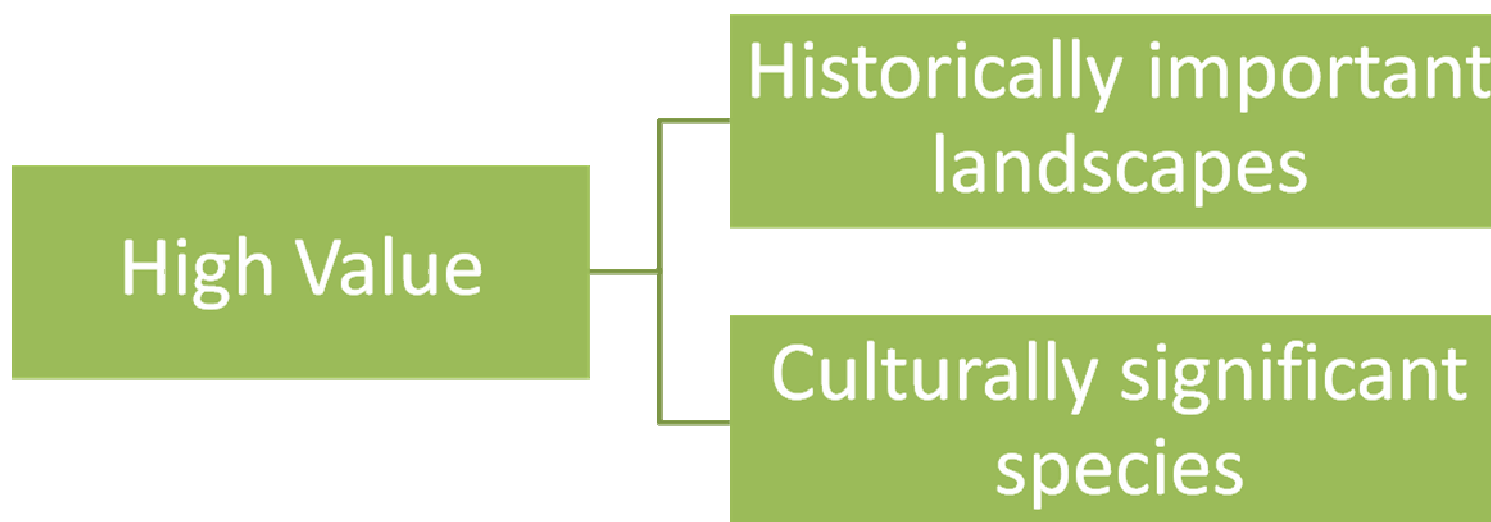 High Value
Historically important
landscapes
Culturally significant
species